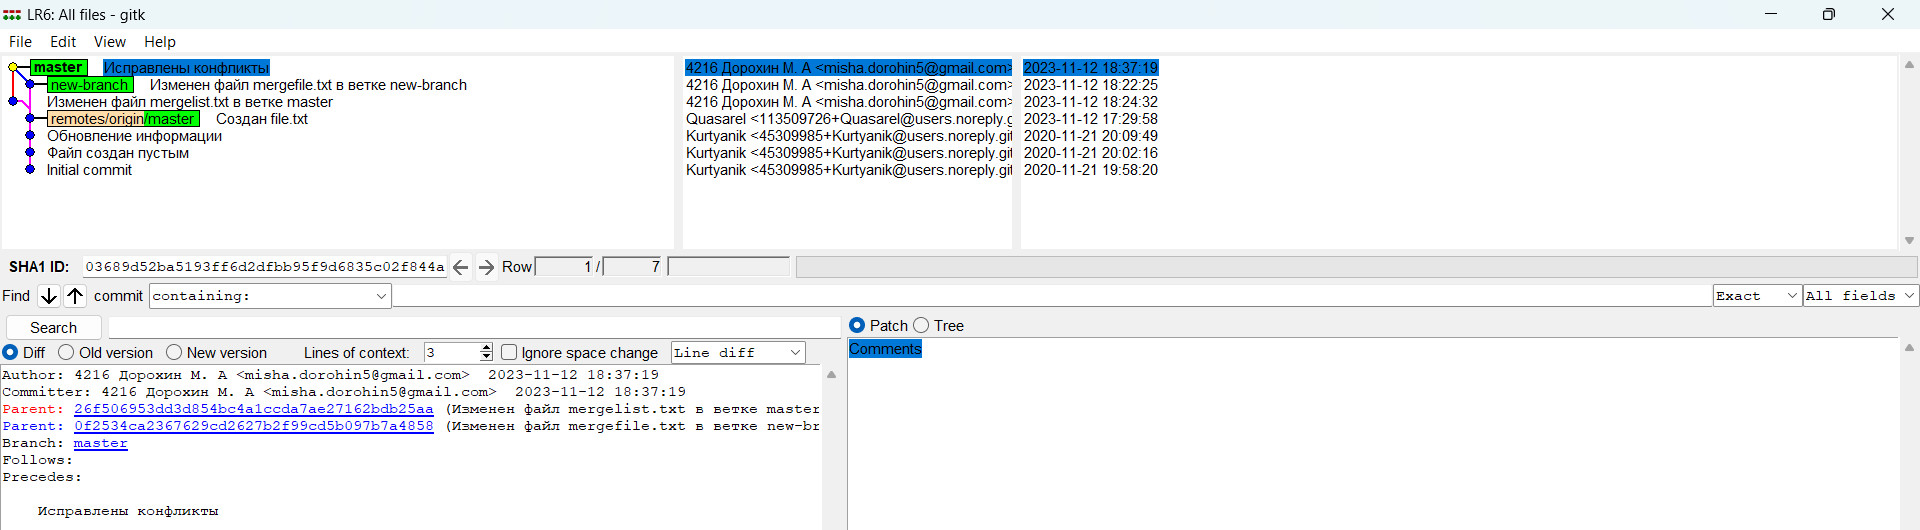 LR6: All files - gitk
File Edit View Help
master Исправлены конфликты 4216 Дорохин М. А <misha.dorohin5@gmail.com> 2023-11-12 18:37:19
new-branch Изменен файл mergefile.txt в ветке new-branch 4216 Дорохин М. А <misha.dorohin5@gmail.com> 2023-11-12 18:22:25
Изменен файл mergelist.txt в ветке master 4216 Дорохин М. А <misha.dorohin5@gmail.com> 2023-11-12 18:24:32
remotes/origin/master Создан file.txt Quasarel <113509726+Quasarel@users.noreply.g 2023-11-12 17:29:58
Обновление информации Kurtyanik <45309985+Kurtyanik@users.noreply.git 2020-11-21 20:09:49
Файл создан пустым Kurtyanik <45309985+Kurtyanik@users.noreply.git 2020-11-21 20:02:16
Initial commit Kurtyanik <45309985+Kurtyanik@users.noreply.git 2020-11-21 19:58:20
SHA1 ID: 03689d52ba5193ff6d2dfbb95f9d6835c02f844a Row 1 / 7
Find commit containing: Exact All fields
Search Patch Tree
Diff Old version New version Lines of context: 3 Ignore space change Line diff
Comments
Author: 4216 Дорохин М. А <misha.dorohin5@gmail.com> 2023-11-12 18:37:19
Committer: 4216 Дорохин М. А <misha.dorohin5@gmail.com> 2023-11-12 18:37:19
Parent: 26f506953dd3d854bc4a1ccda7ae27162bdb25aa (Изменен файл mergelist.txt в ветке master
Parent: 0f2534ca2367629cd2627b2f99cd5b097b7a4858 (Изменен файл mergefile.txt в ветке new-br
Branch: master
Follows:
Precedes:
Исправлены конфликты